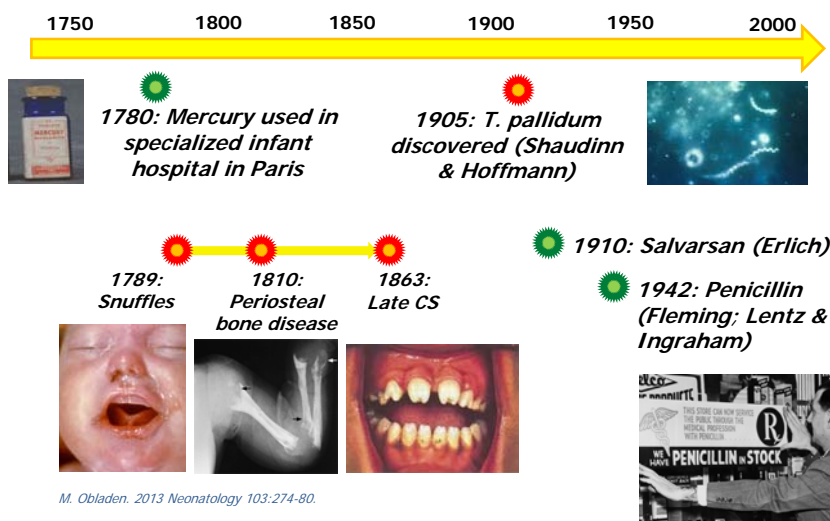 1750 1800 1850 1900 1950 2000
MERCURY
1780: Mercury used in
specialized infant
hospital in Paris
1905: T. pallidum
discovered (Shaudinn
& Hoffmann)
1910: Salvarsan (Erlich)
1942: Penicillin
(Fleming; Lentz &
Ingraham)
1789:
Snuffles
1810:
Periosteal
bone disease
1863:
Late CS
PRODUCTS
THIS STORE CAN NOW SERVE
THE PUBLIC THROUGH THE
MEDICAL PROFESSION
WITH PENICILLIN
R
WE HAVE PENICILLIN IN STOCK
M. Obladen. 2013 Neonatology 103:274-80.